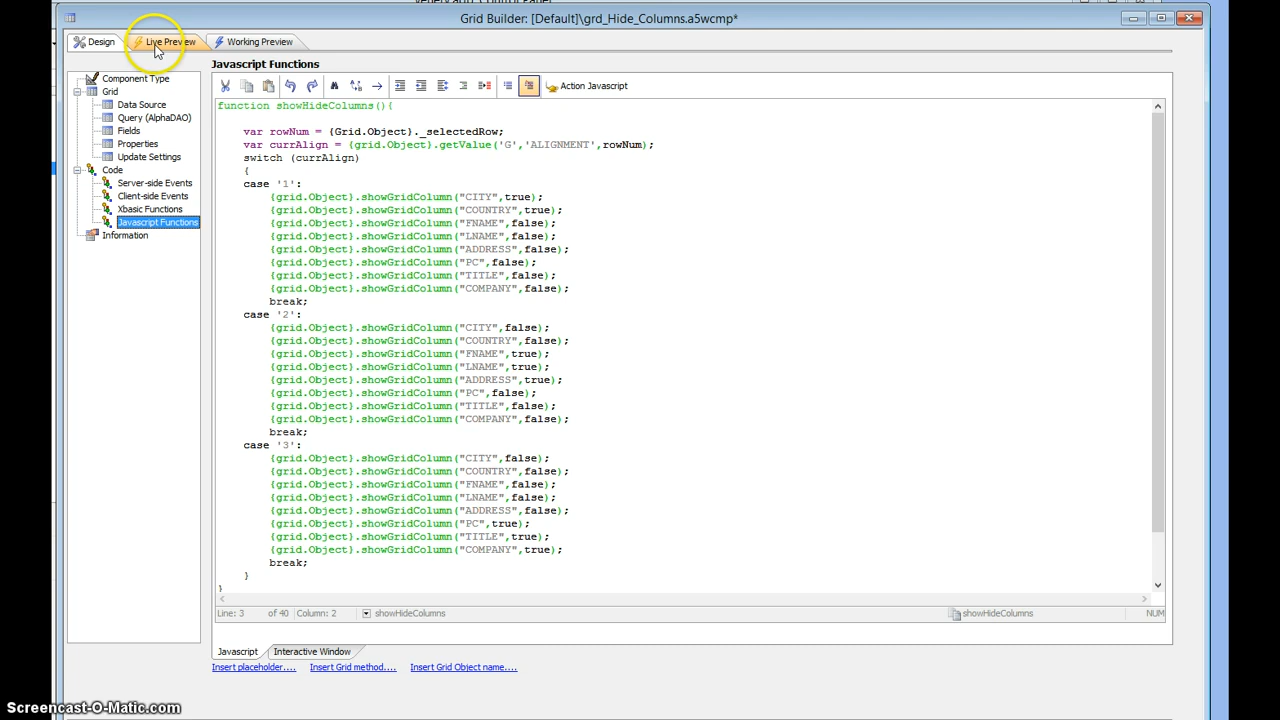 Grid Builder: [Default]\grd_Hide_Columns.a5wcmp*
Design
Live Preview
Working Preview
Component Type
Grid
Data Source
Query (AlphaDAO)
Fields
Properties
Update Settings
Code
Server-side Events
Client-side Events
Xbasic Functions
Javascript Functions
Information
Javascript Functions
Action Javascript
function showHideColumns(){
var rowNum = {Grid.Object}._selectedRow;
var currAlign = {grid.Object}.getValue('G','ALIGNMENT',rowNum);
switch (currAlign)
{
case '1':
{grid.Object}.showGridColumn("CITY",true);
{grid.Object}.showGridColumn("COUNTRY",true);
{grid.Object}.showGridColumn("FNAME",false);
{grid.Object}.showGridColumn("LNAME",false);
{grid.Object}.showGridColumn("ADDRESS",false);
{grid.Object}.showGridColumn("PC",false);
{grid.Object}.showGridColumn("TITLE",false);
{grid.Object}.showGridColumn("COMPANY",false);
break;
case '2':
{grid.Object}.showGridColumn("CITY",false);
{grid.Object}.showGridColumn("COUNTRY",false);
{grid.Object}.showGridColumn("FNAME",true);
{grid.Object}.showGridColumn("LNAME",true);
{grid.Object}.showGridColumn("ADDRESS",true);
{grid.Object}.showGridColumn("PC",false);
{grid.Object}.showGridColumn("TITLE",false);
{grid.Object}.showGridColumn("COMPANY",false);
break;
case '3':
{grid.Object}.showGridColumn("CITY",false);
{grid.Object}.showGridColumn("COUNTRY",false);
{grid.Object}.showGridColumn("FNAME",false);
{grid.Object}.showGridColumn("LNAME",false);
{grid.Object}.showGridColumn("ADDRESS",false);
{grid.Object}.showGridColumn("PC",true);
{grid.Object}.showGridColumn("TITLE",true);
{grid.Object}.showGridColumn("COMPANY",true);
break;
}
}
Line: 3 of 40 Column: 2 showHideColumns showHideColumns NUM
Javascript Interactive Window
Insert placeholder.... Insert Grid method.... Insert Grid Object name....
Screencast-O-Matic.com